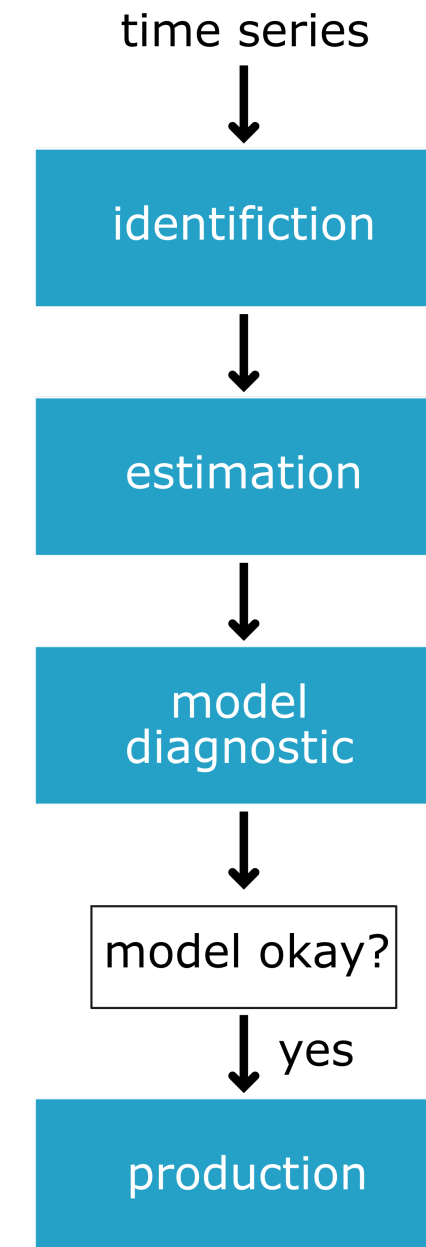 time series
identifiction
estimation
model
diagnostic
model okay?
yes
production